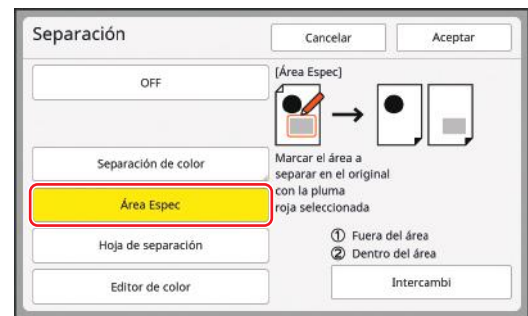 Separación
Cancelar
Aceptar
OFF
Separación de color
Área Espec
Hoja de separación
Editor de color
[Área Espec]
Marcar el área a
separar en el original
con la pluma
roja seleccionada
① Fuera del área
② Dentro del área
Intercambi